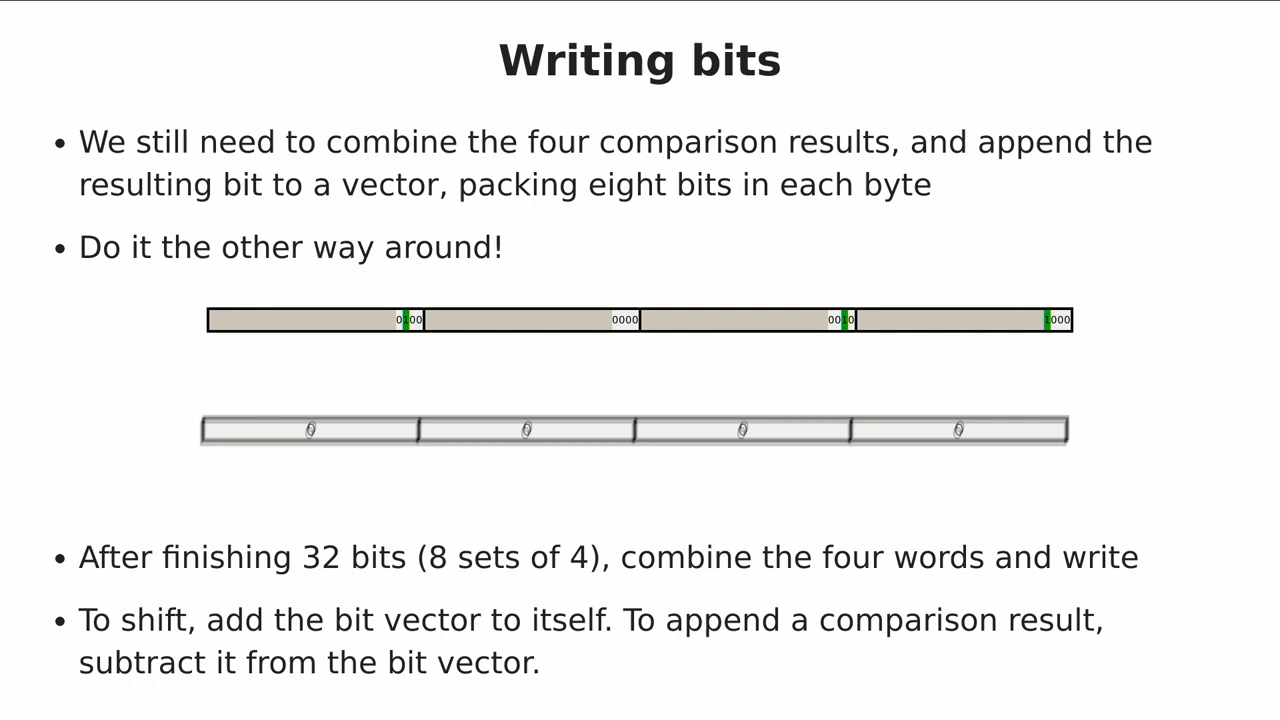 Writing bits
• We still need to combine the four comparison results, and append the
resulting bit to a vector, packing eight bits in each byte
• Do it the other way around!
0100 0000 0010 1000
0 0 0 0
• After finishing 32 bits (8 sets of 4), combine the four words and write
• To shift, add the bit vector to itself. To append a comparison result,
subtract it from the bit vector.